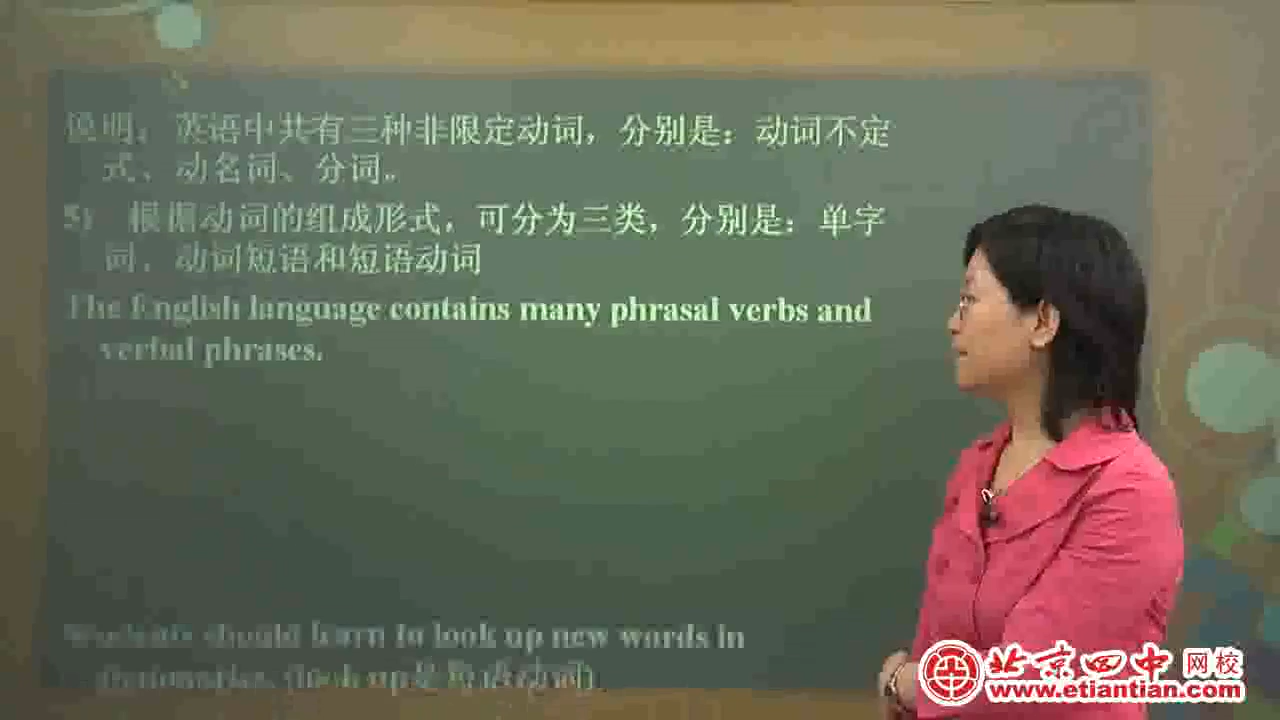 说明: 英语中共有三种非限定动词,分别是:动词不定
式、动名词、分词。
5) 根据动词的组成形式,可分为三类,分别是:单字
词、动词短语和短语动词
The English language contains many phrasal verbs and
verbal phrases.
Students should learn to look up new words in
dictionaries. (look up是短语动词)
北京四中 网校
www.etiantian.com